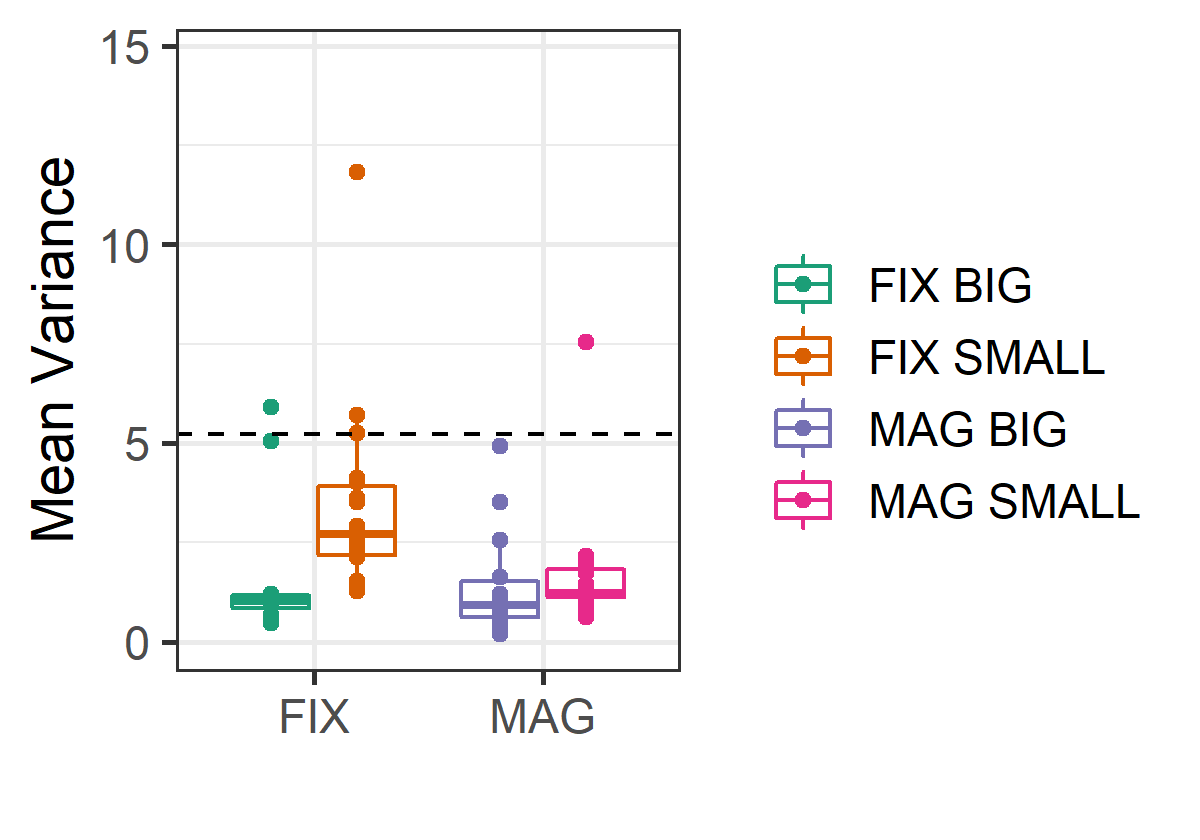 Mean Variance
15
10
5
0
FIX
MAG
FIX BIG
FIX SMALL
MAG BIG
MAG SMALL